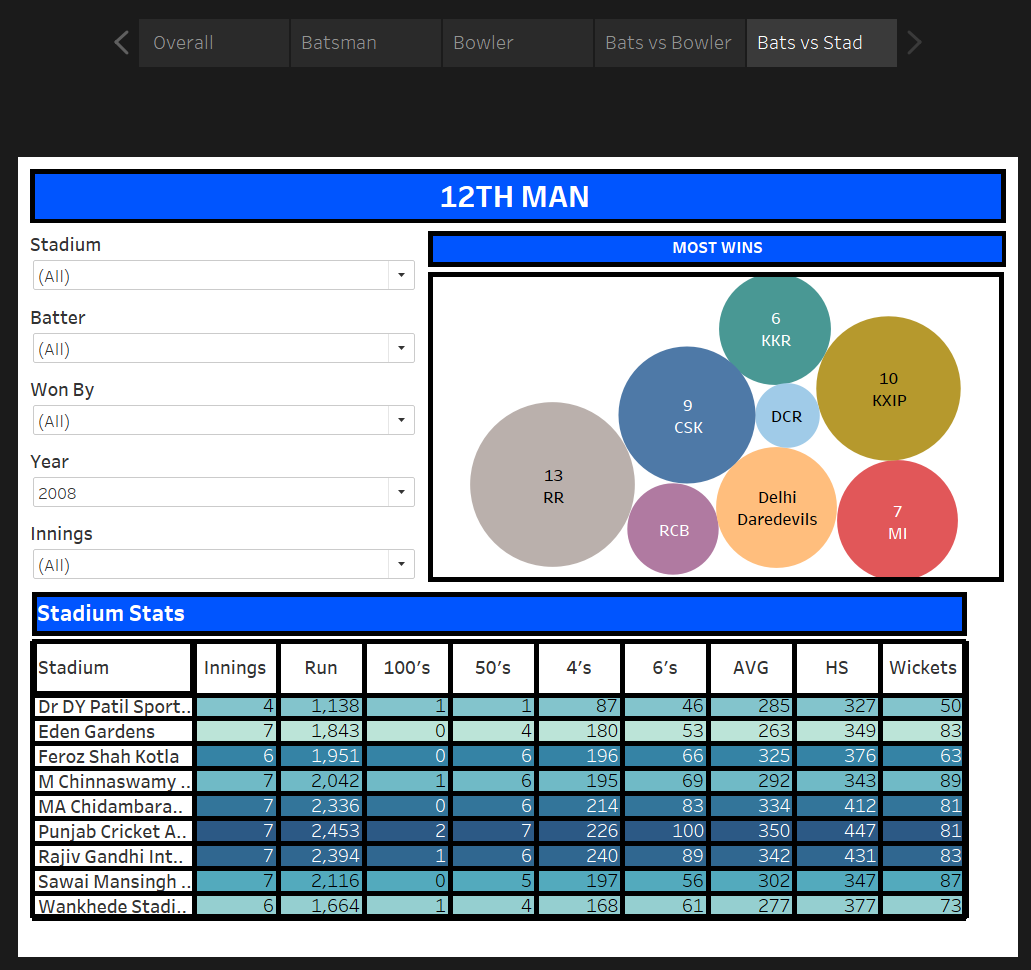 Overall Batsman Bowler Bats vs Bowler Bats vs Stad
12TH MAN
Stadium
(All)
Batter
(All)
Won By
(All)
Year
2008
Innings
(All)
MOST WINS
6
KKR
10
KXIP
9
CSK
DCR
13
RR
Delhi
Daredevils
RCB
7
MI
Stadium Stats
Stadium Innings Run 100's 50's 4's 6's AVG HS Wickets
Dr DY Patil Sport.. 4 1,138 1 1 87 46 285 327 50
Eden Gardens 7 1,843 0 4 180 53 263 349 83
Feroz Shah Kotla 6 1,951 0 6 196 66 325 376 63
M Chinnaswamy .. 7 2,042 1 6 195 69 292 343 89
MA Chidambara.. 7 2,336 0 6 214 83 334 412 81
Punjab Cricket A.. 7 2,453 2 7 226 100 350 447 81
Rajiv Gandhi Int.. 7 2,394 1 6 240 89 342 431 83
Sawai Mansingh .. 7 2,116 0 5 197 56 302 347 87
Wankhede Stadi.. 6 1,664 1 4 168 61 277 377 73